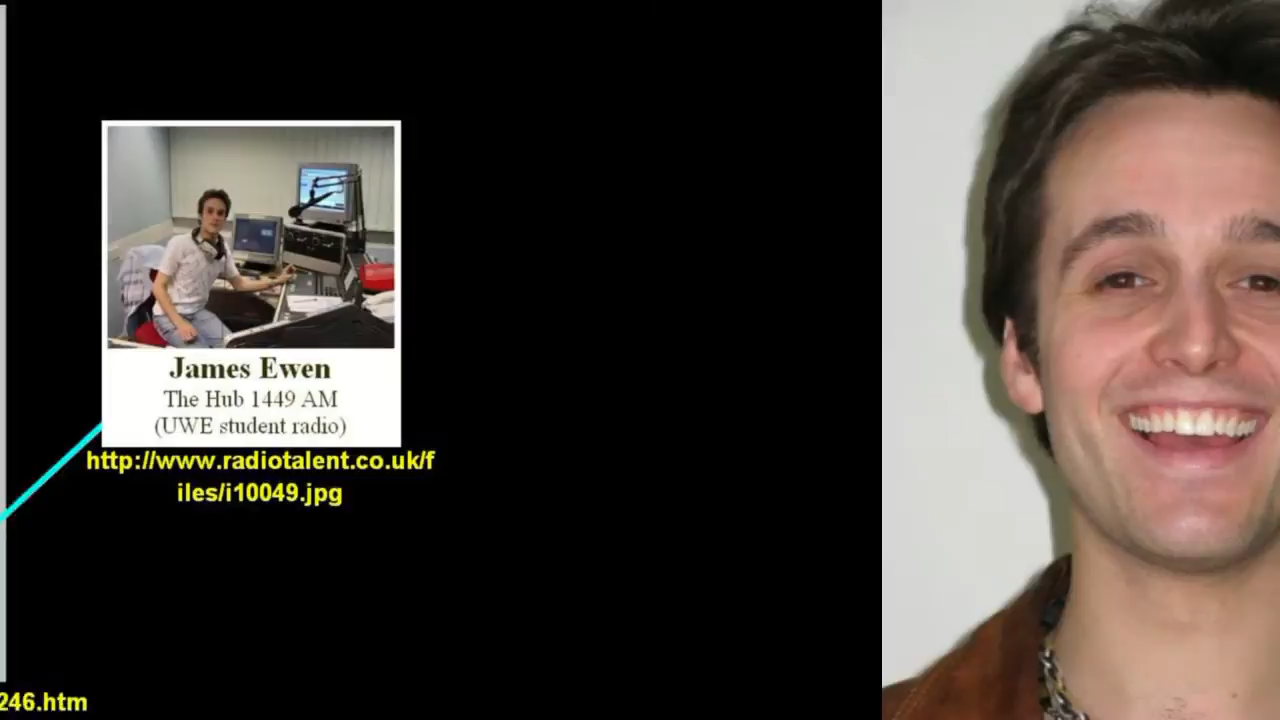 James Ewen
The Hub 1449 AM
(UWE student radio)
http://www.radiotalent.co.uk/f
iles/i10049.jpg
246.htm